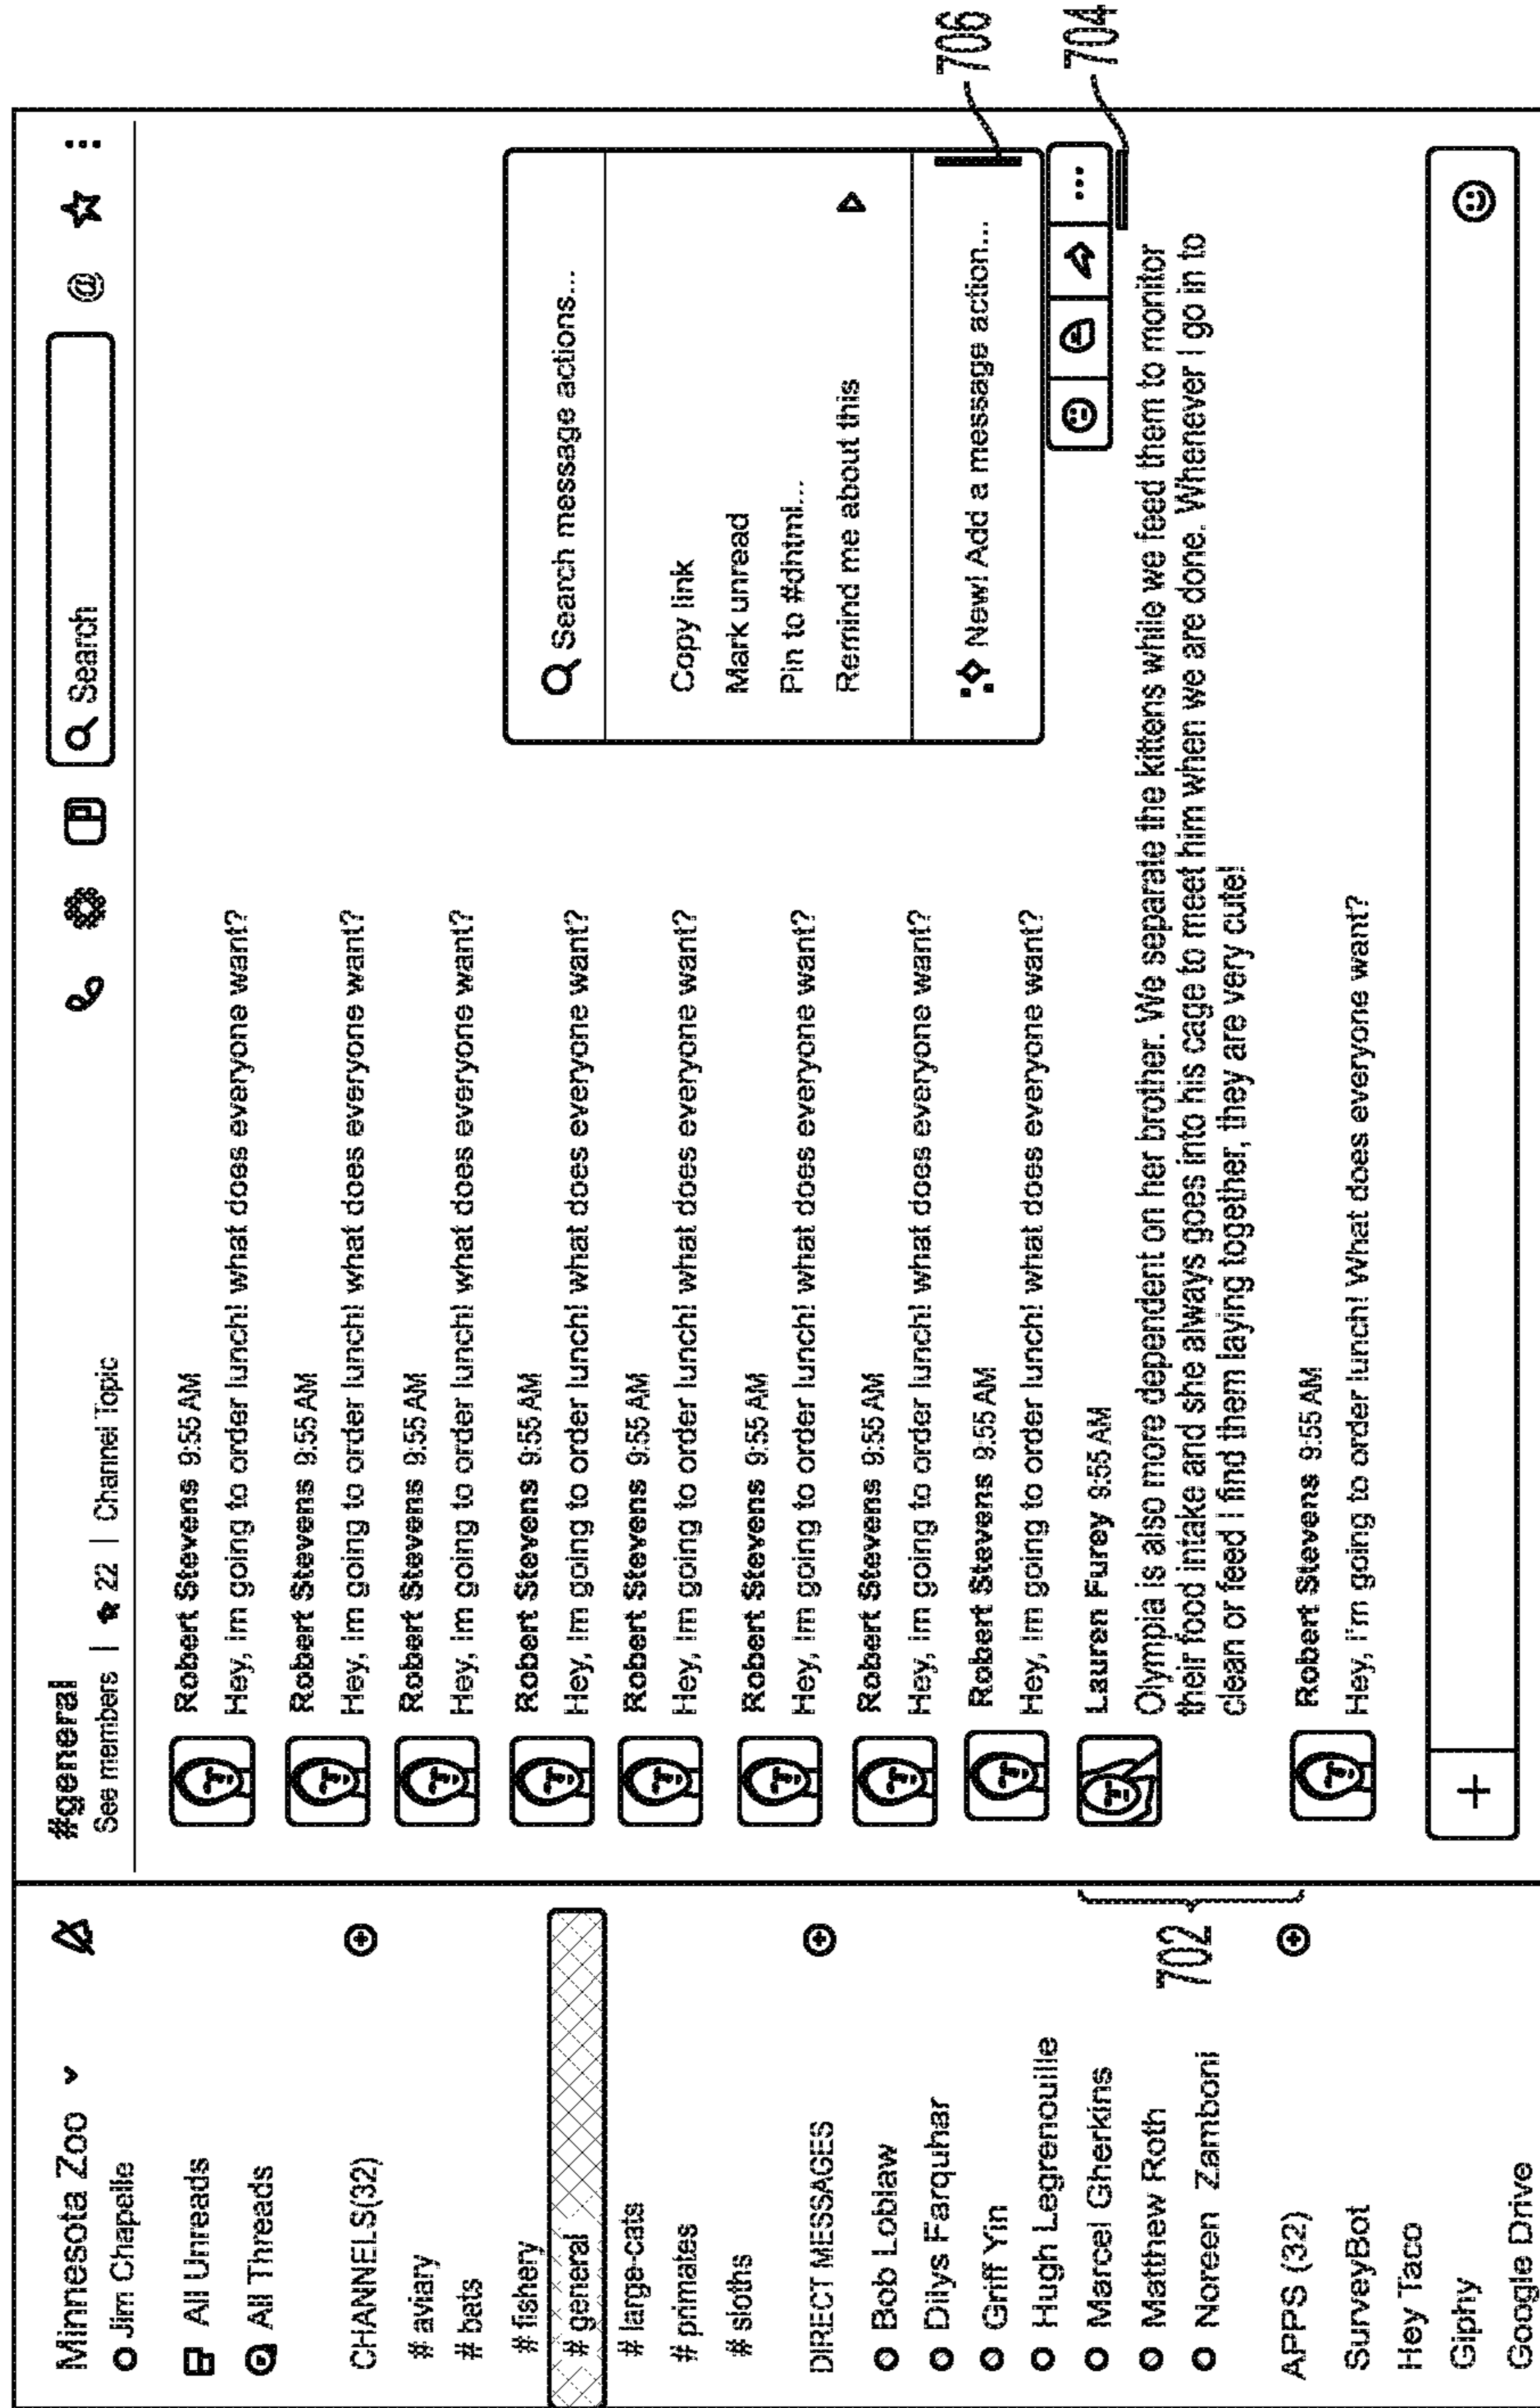 Minnesota Zoo
Jim Chapelle
All Unreads
All Threads
CHANNELS(32)
# aviary
# bats
# fishery
# general
# large-cats
# primates
# sloths
DIRECT MESSAGES
Bob Loblaw
Dilys Farquhar
Griff Yin
Hugh Legrenouille
Marcel Gherkins
Matthew Roth
Noreen Zamboni
APPS (32)
SurveyBot
Hey Taco
Giphy
Google Drive
702
#general
See members | 22 | Channel Topic
Search
@
Robert Stevens 9:55 AM
Hey, Im going to order lunch! what does everyone want?
Robert Stevens 9:55 AM
Hey, Im going to order lunch! what does everyone want?
Robert Stevens 9:55 AM
Hey, Im going to order lunch! what does everyone want?
Robert Stevens 9:55 AM
Hey, Im going to order lunch! what does everyone want?
Robert Stevens 9:55 AM
Hey, Im going to order lunch! what does everyone want?
Robert Stevens 9:55 AM
Hey, Im going to order lunch! what does everyone want?
Robert Stevens 9:55 AM
Hey, Im going to order lunch! what does everyone want?
Robert Stevens 9:55 AM
Hey, Im going to order lunch! what does everyone want?
Lauren Furey 9:55 AM
Olympia is also more dependent on her brother. We separate the kittens while we feed them to monitor
their food intake and she always goes into his cage to meet him when we are done. Whenever I go in to
clean or feed I find them laying together, they are very cute!
Robert Stevens 9:55 AM
Hey, I'm going to order lunch! What does everyone want?
+
Search message actions...
Copy link
Mark unread
Pin to #dhtml...
Remind me about this
New! Add a message action...
...
706
704